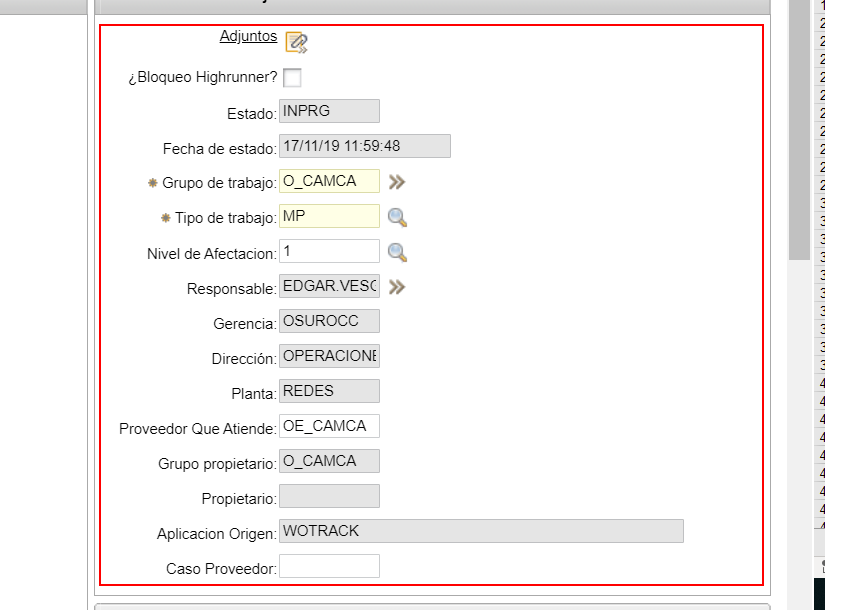 Adjuntos
¿Bloqueo Highrunner?
Estado: INPRG
Fecha de estado: 17/11/19 11:59:48
* Grupo de trabajo: O_CAMCA
* Tipo de trabajo: MP
Nivel de Afectacion: 1
Responsable: EDGAR.VESC
Gerencia: OSUROCC
Dirección: OPERACIONE
Planta: REDES
Proveedor Que Atiende: OE_CAMCA
Grupo propietario: O_CAMCA
Propietario:
Aplicacion Origen: WOTRACK
Caso Proveedor: